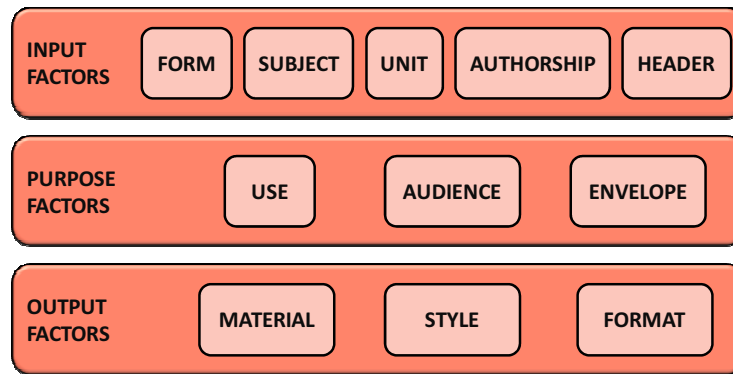 INPUT
FACTORS
FORM
SUBJECT
UNIT
AUTHORSHIP
HEADER
PURPOSE
FACTORS
USE
AUDIENCE
ENVELOPE
OUTPUT
FACTORS
MATERIAL
STYLE
FORMAT